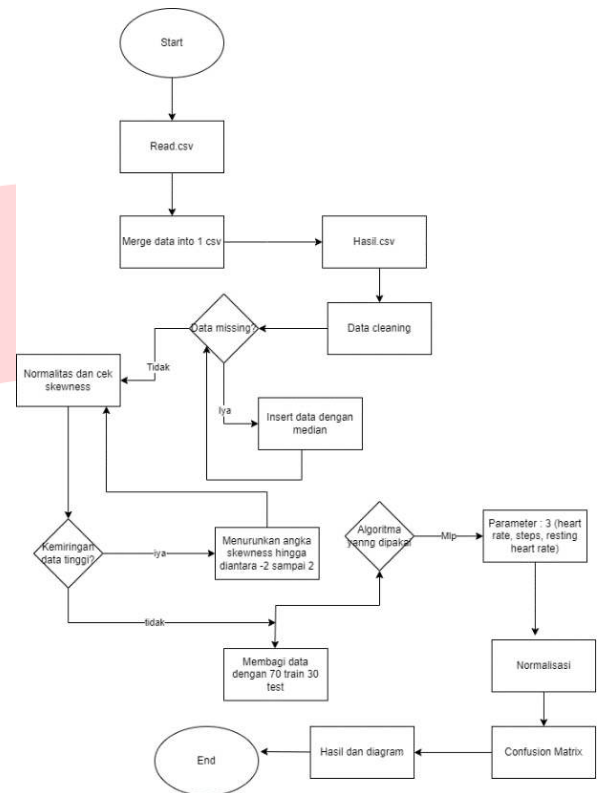 Start
Read.csv
Merge data into 1 csv
Hasil.csv
Data cleaning
Data missing?
Tidak
Iya
Insert data dengan
median
Normalitas dan cek
skewness
Kemiringan
data tinggi?
iya
Menurunkan angka
skewness hingga
diantara -2 sampai 2
tidak
Membagi data
dengan 70 train 30
test
Algoritma
yanng dipakai
Mlp
Parameter : 3 (heart
rate, steps, resting
heart rate)
Normalisasi
Confusion Matrix
Hasil dan diagram
End